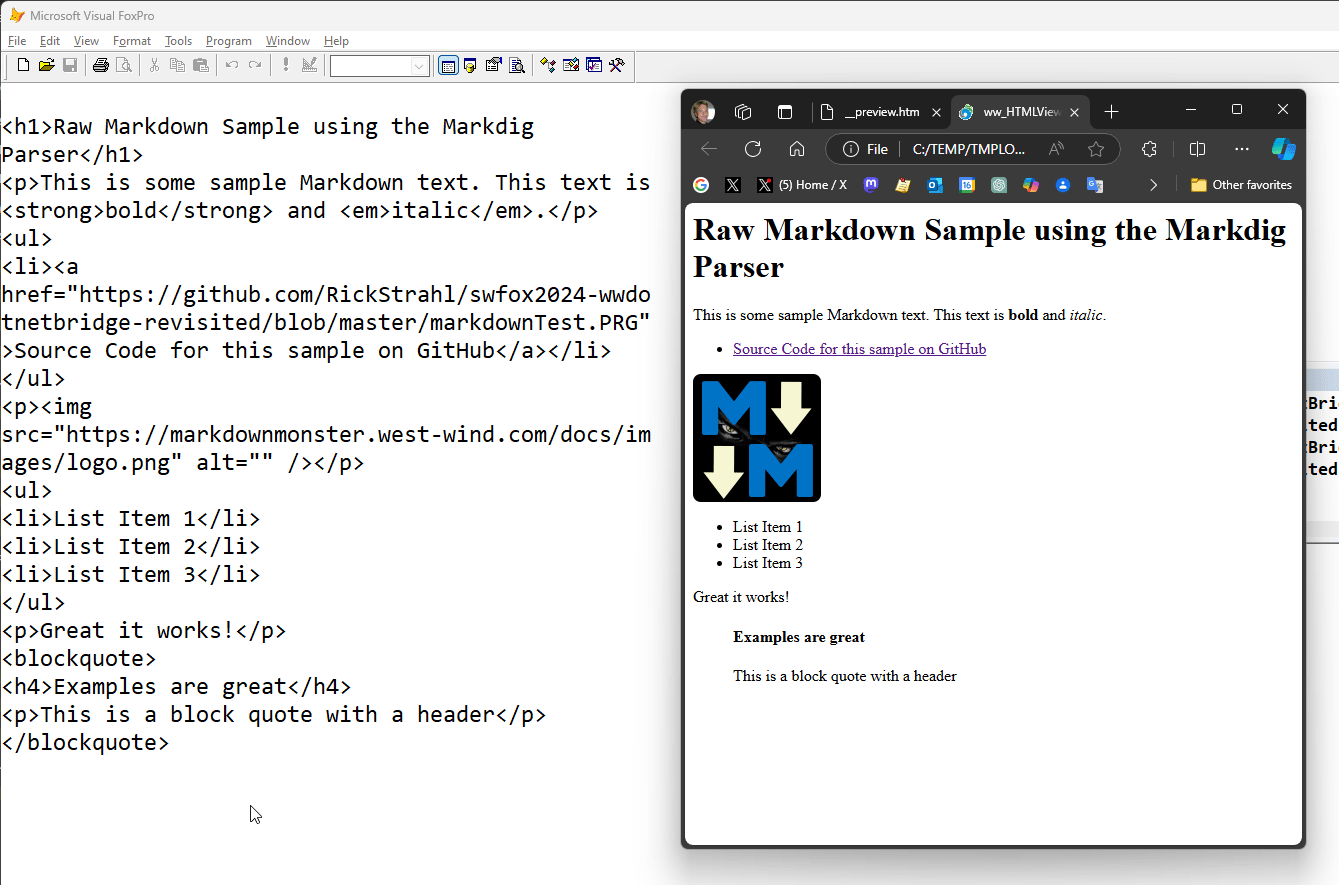 Microsoft Visual FoxPro
File Edit View Format Tools Program Window Help
<h1>Raw Markdown Sample using the Markdig
Parser</h1>
<p>This is some sample Markdown text. This text is
<strong>bold</strong> and <em>italic</em>.</p>
<ul>
<li><a
href="https://github.com/RickStrahl/swfox2024-wwdo
tnetbridge-revisited/blob/master/markdownTest.PRG"
>Source Code for this sample on GitHub</a></li>
</ul>
<p><img
src="https://markdownmonster.west-wind.com/docs/im
ages/logo.png" alt="" /></p>
<ul>
<li>List Item 1</li>
<li>List Item 2</li>
<li>List Item 3</li>
</ul>
<p>Great it works!</p>
<blockquote>
<h4>Examples are great</h4>
<p>This is a block quote with a header</p>
</blockquote>
__preview.htm
ww_HTMLView
File C:/TEMP/TMPLO...
(5) Home / X
Other favorites
Raw Markdown Sample using the Markdig
Parser
This is some sample Markdown text. This text is bold and italic.
Source Code for this sample on GitHub
M
M
List Item 1
List Item 2
List Item 3
Great it works!
Examples are great
This is a block quote with a header